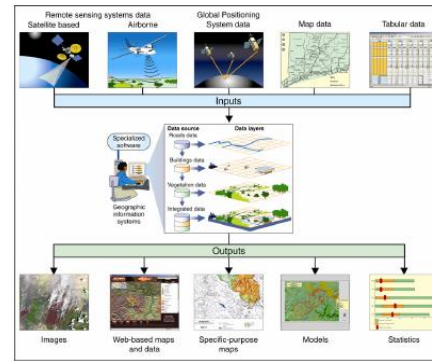 Remote sensing systems data
Satellite based
Airborne
Global Positioning
System data
Map data
Tabular data
Inputs
Specialized
software
Geographic
information
systems
Data source
Data layers
Roads data
Buildings data
Vegetation data
Integrated data
Outputs
Images
Web-based maps
and data
Specific-purpose
maps
Models
Statistics